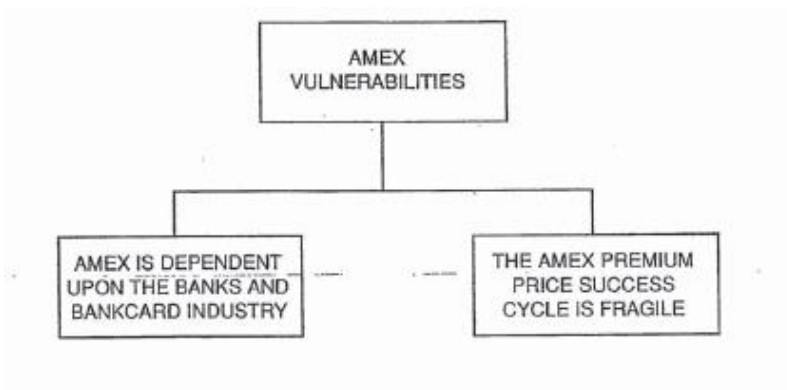 AMEX
VULNERABILITIES
AMEX IS DEPENDENT
UPON THE BANKS AND
BANKCARD INDUSTRY
THE AMEX PREMIUM
PRICE SUCCESS
CYCLE IS FRAGILE